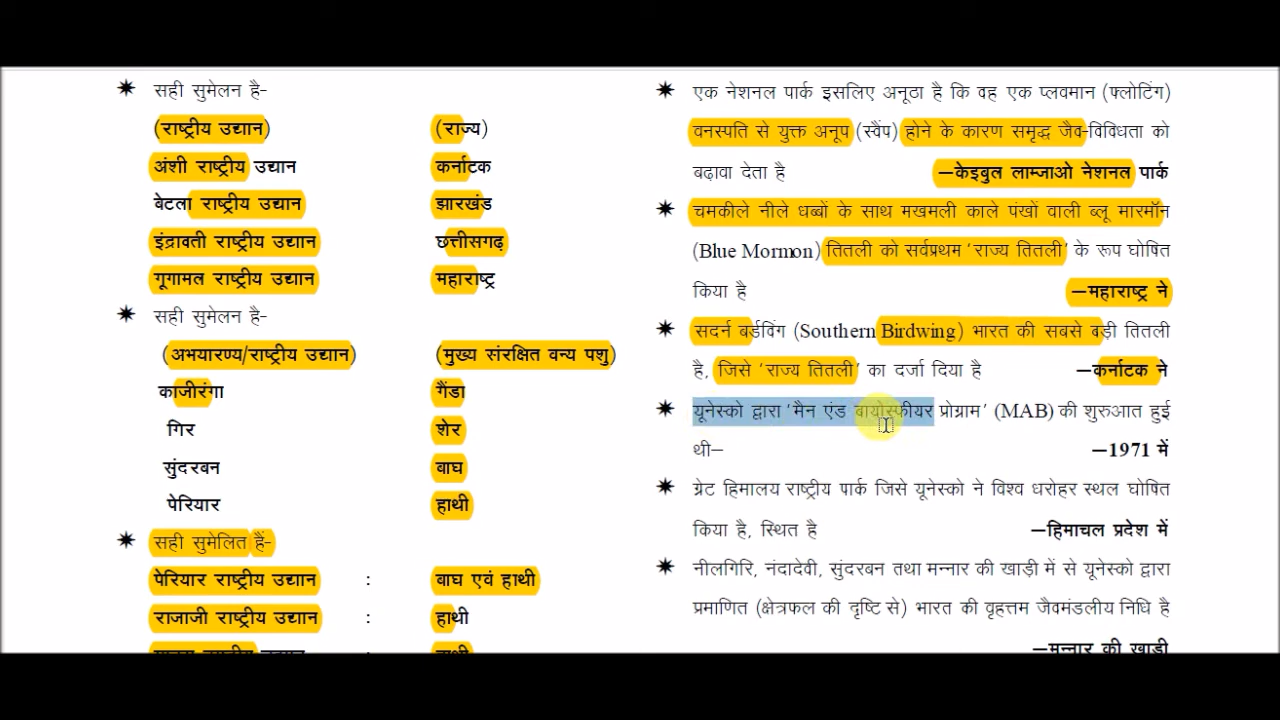 ✷ सही सुमेलन है-
(राष्ट्रीय उद्यान) (राज्य)
अंशी राष्ट्रीय उद्यान कर्नाटक
बेटला राष्ट्रीय उद्यान झारखंड
इंद्रावती राष्ट्रीय उद्यान छत्तीसगढ़
गूगामल राष्ट्रीय उद्यान महाराष्ट्र
✷ सही सुमेलन है-
(अभयारण्य/राष्ट्रीय उद्यान) (मुख्य संरक्षित वन्य पशु)
काजीरंगा गैंडा
गिर शेर
सुंदरबन बाघ
पेरियार हाथी
✷ सही सुमेलित हैं-
पेरियार राष्ट्रीय उद्यान : बाघ एवं हाथी
राजाजी राष्ट्रीय उद्यान : हाथी
✷ एक नेशनल पार्क इसलिए अनूठा है कि वह एक प्लवमान (फ्लोटिंग)
वनस्पति से युक्त अनूप (स्वैंप) होने के कारण समृद्ध जैव-विविधता को
बढ़ावा देता है –केइबुल लाम्जाओ नेशनल पार्क
✷ चमकीले नीले धब्बों के साथ मखमली काले पंखों वाली ब्लू मारमॉन
(Blue Mormon) तितली को सर्वप्रथम 'राज्य तितली' के रूप घोषित
किया है –महाराष्ट्र ने
✷ सदर्न बर्डविंग (Southern Birdwing) भारत की सबसे बड़ी तितली
है, जिसे 'राज्य तितली' का दर्जा दिया है –कर्नाटक ने
✷ यूनेस्को द्वारा 'मैन एंड बायोस्फीयर प्रोग्राम' (MAB) की शुरुआत हुई
थी– –1971 में
✷ ग्रेट हिमालय राष्ट्रीय पार्क जिसे यूनेस्को ने विश्व धरोहर स्थल घोषित
किया है, स्थित है –हिमाचल प्रदेश में
✷ नीलगिरि, नंदादेवी, सुंदरबन तथा मन्नार की खाड़ी में से यूनेस्को द्वारा
प्रमाणित (क्षेत्रफल की दृष्टि से) भारत की वृहत्तम जैवमंडलीय निधि है
–मन्नार की खाड़ी